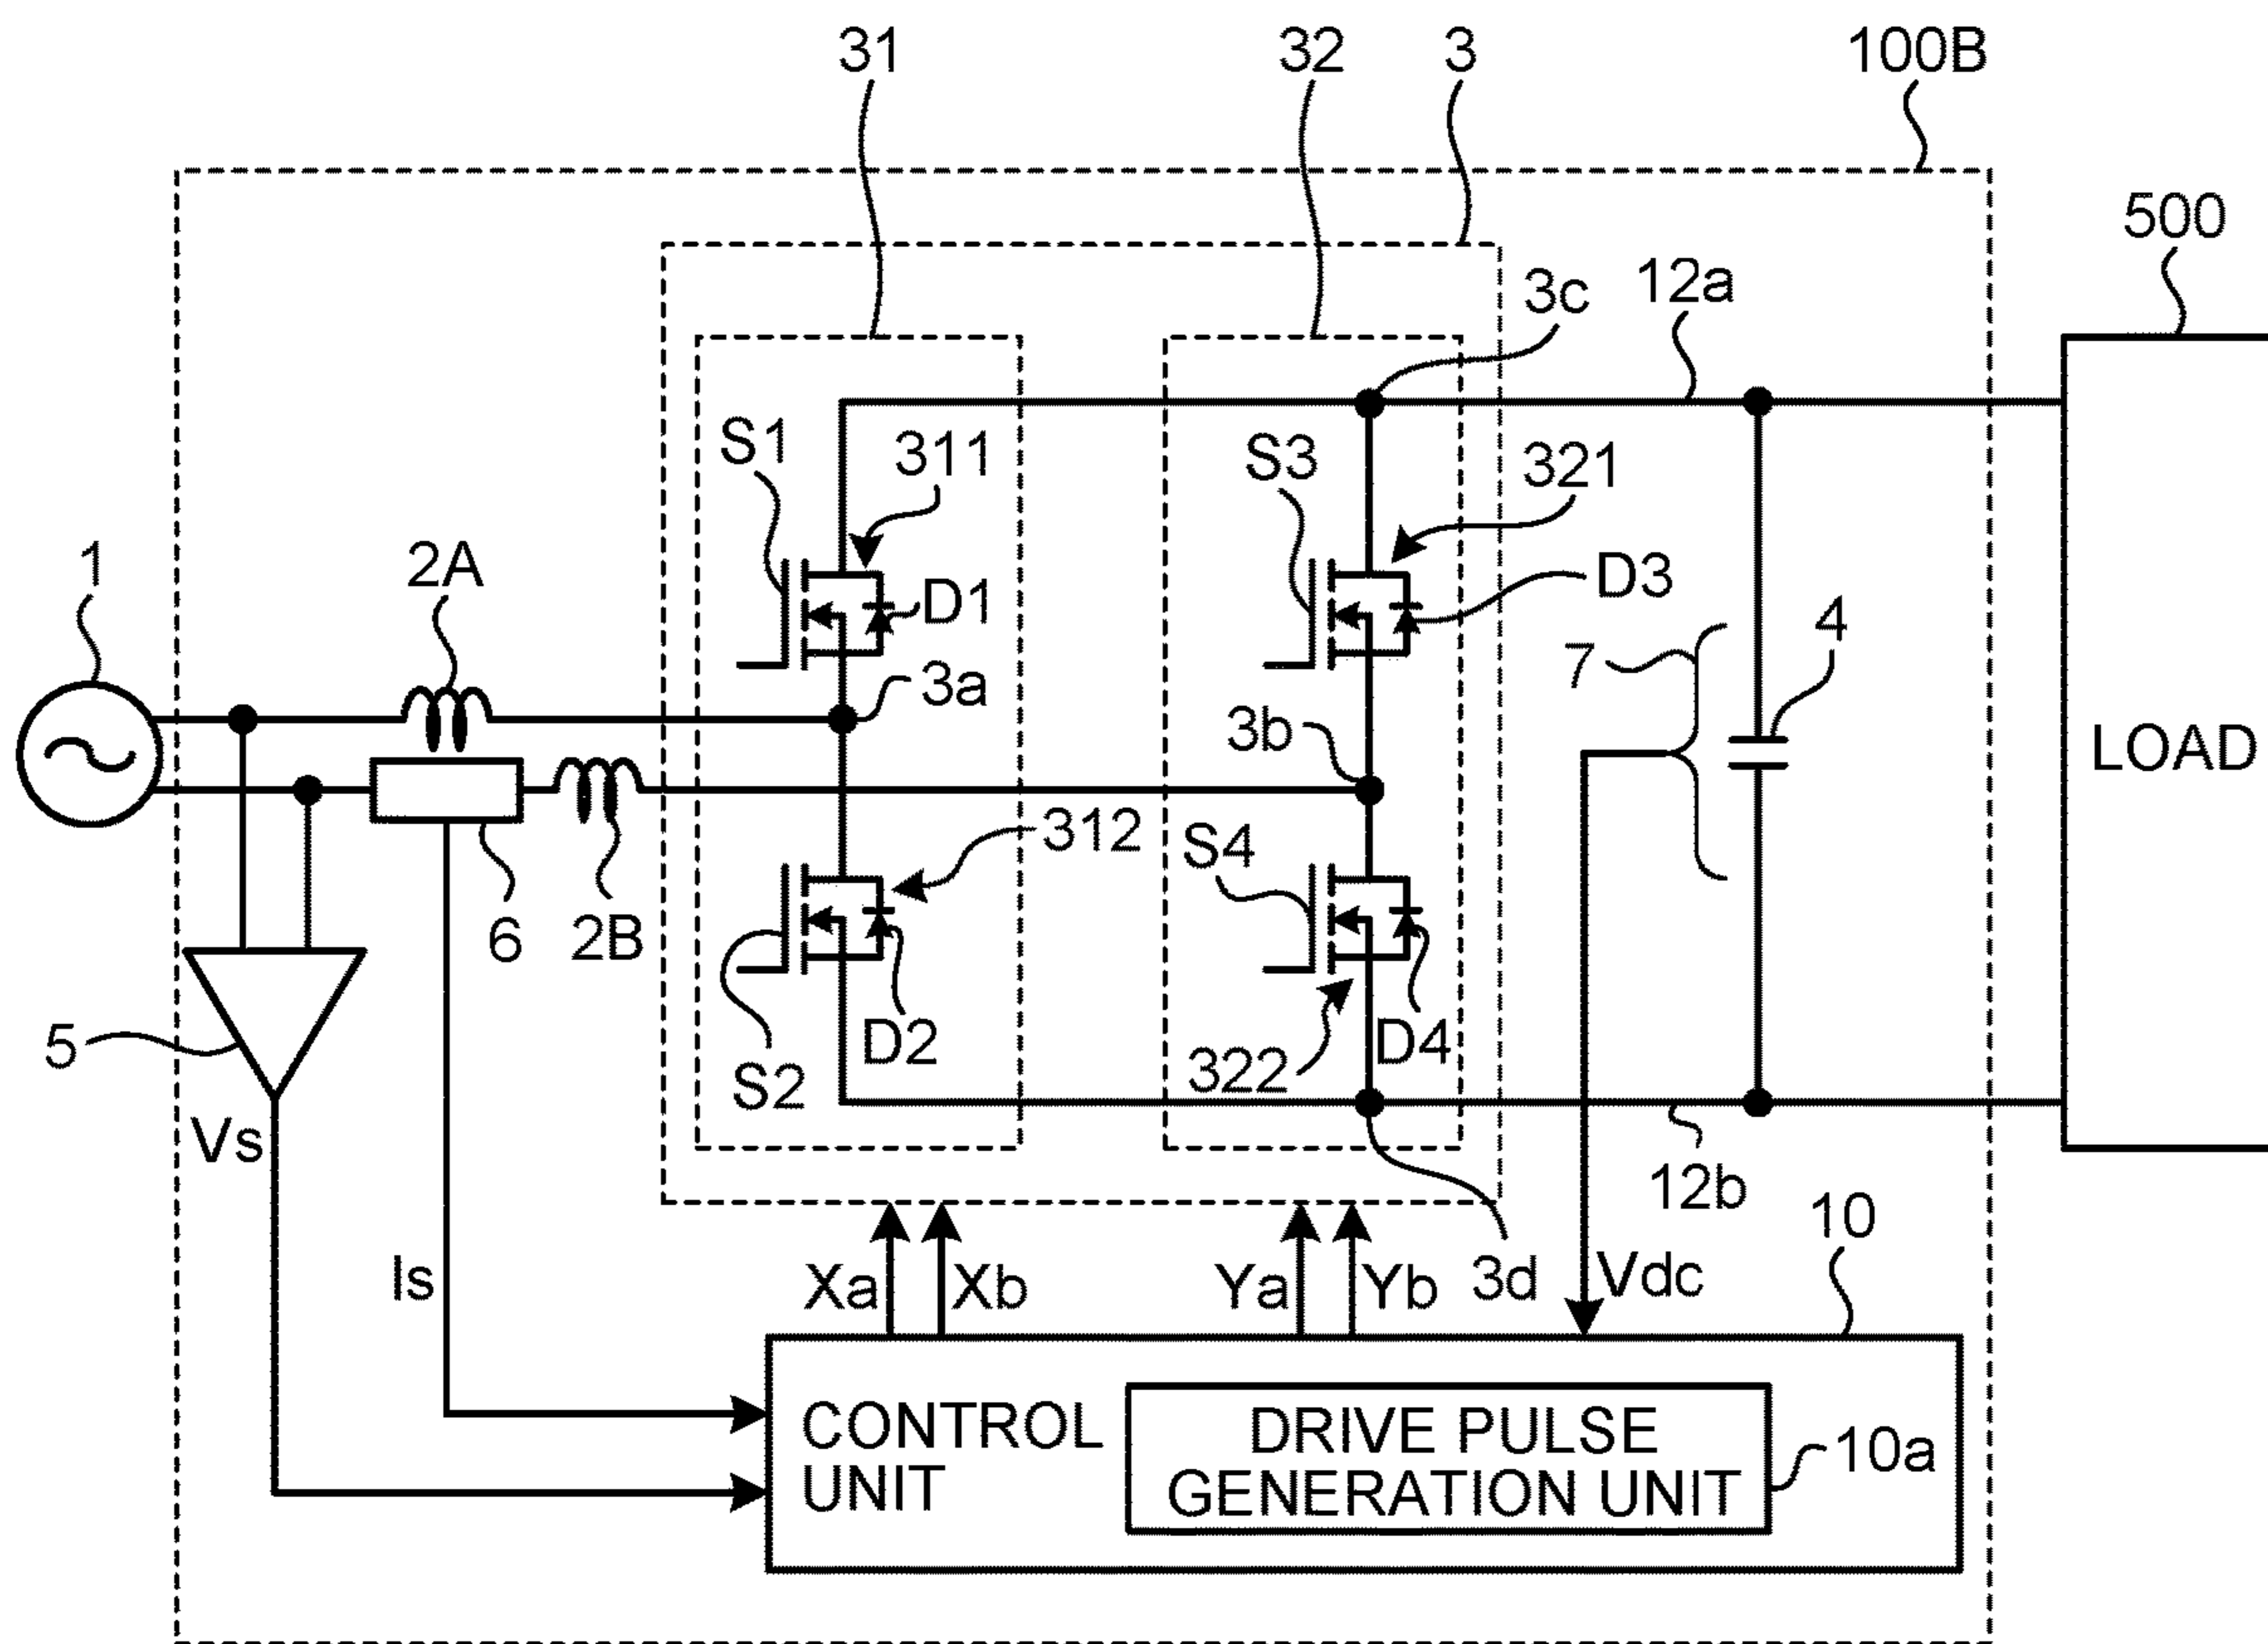 31
32
3
100B
500
3c
12a
S1
311
S3
321
1
2A
D1
D3
7
4
3a
3b
LOAD
312
S4
6
2B
5
D2
D4
S2
322
Vs
12b
10
Is
Xa
Xb
Ya
Yb
3d
Vdc
CONTROL
UNIT
DRIVE PULSE
GENERATION UNIT
10a